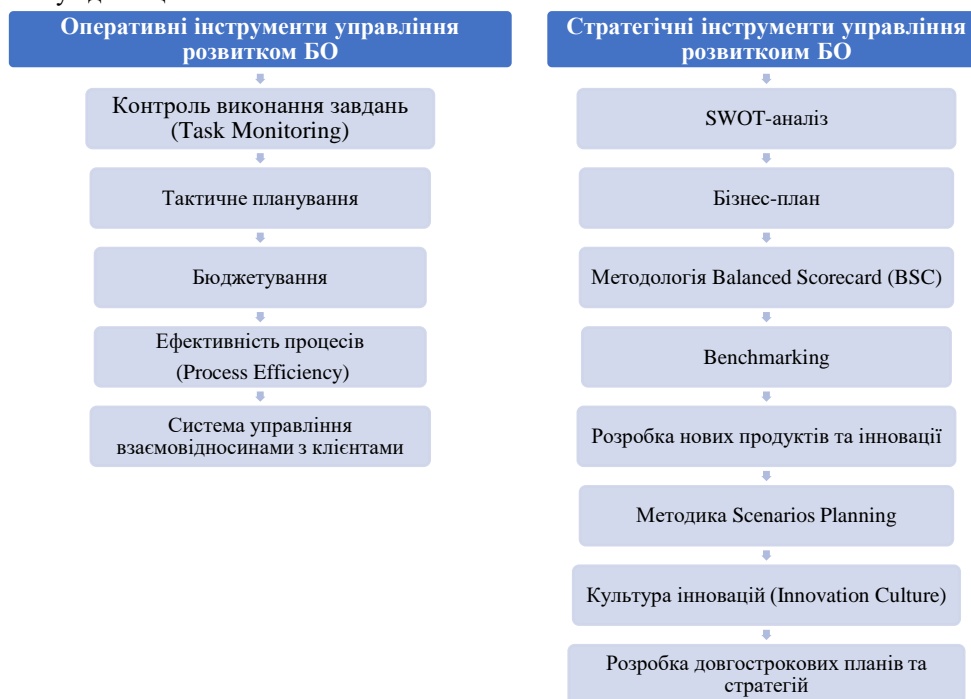 Оперативні інструменти управління
розвитком БО
Контроль виконання завдань
(Task Monitoring)
Тактичне планування
Бюджетування
Ефективність процесів
(Process Efficiency)
Система управління
взаємовідносинами з клієнтами
Стратегічні інструменти управління
розвиткоим БО
SWOT-аналіз
Бізнес-план
Методологія Balanced Scorecard (BSC)
Benchmarking
Розробка нових продуктів та інновації
Методика Scenarios Planning
Культура інновацій (Innovation Culture)
Розробка довгострокових планів та
стратегій